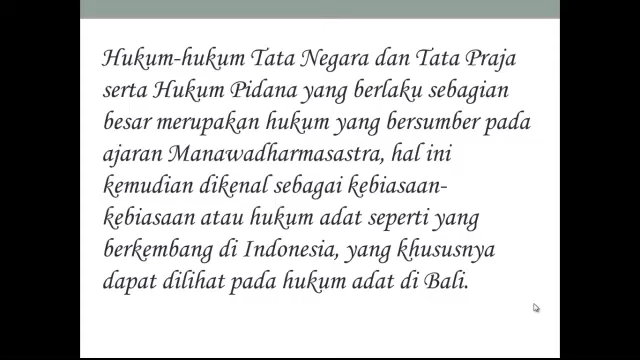 Hukum-hukum Tata Negara dan Tata Praja
serta Hukum Pidana yang berlaku sebagian
besar merupakan hukum yang bersumber pada
ajaran Manawadharmasastra, hal ini
kemudian dikenal sebagai kebiasaan-
kebiasaan atau hukum adat seperti yang
berkembang di Indonesia, yang khususnya
dapat dilihat pada hukum adat di Bali.